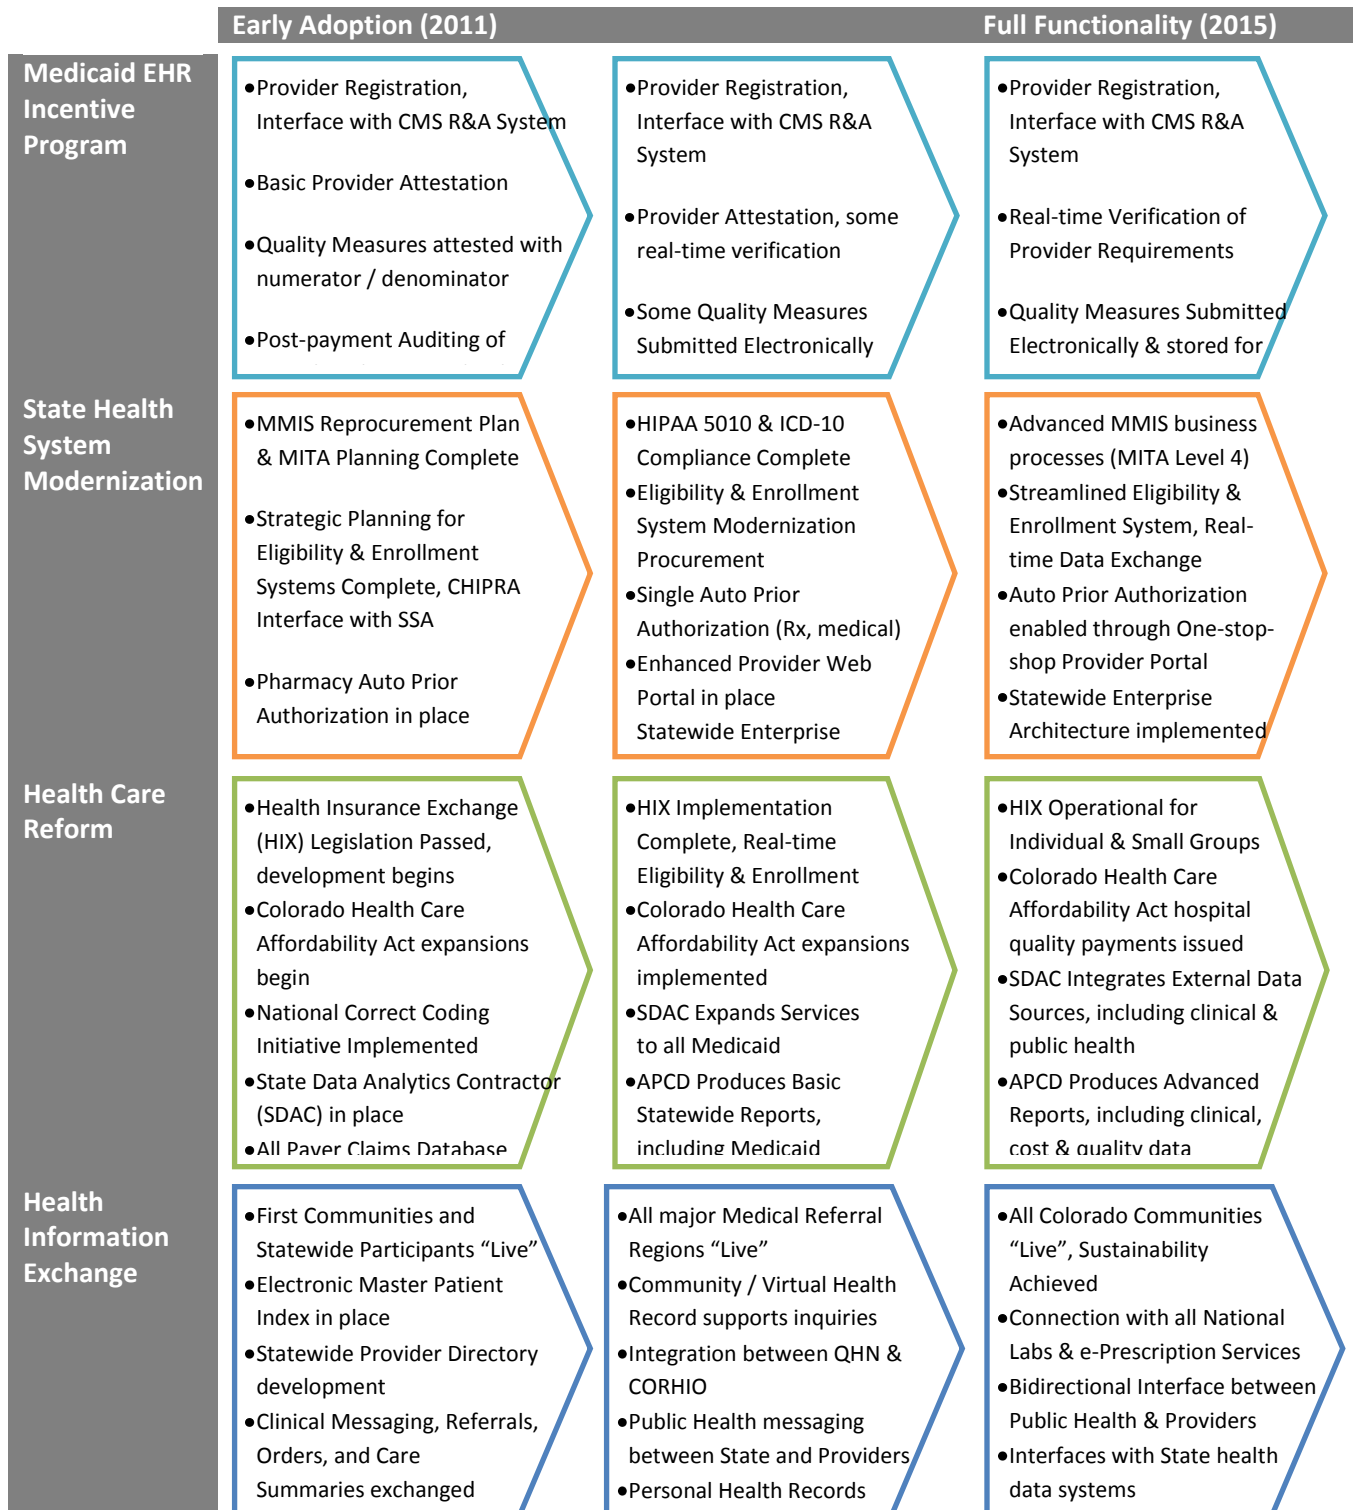 Early Adoption (2011)
Full Functionality (2015)
Medicaid EHR
Incentive
Program
•Provider Registration,
Interface with CMS R&A System
•Basic Provider Attestation
•Quality Measures attested with
numerator / denominator
•Post-payment Auditing of
•Provider Registration,
Interface with CMS R&A
System
•Provider Attestation, some
real-time verification
•Some Quality Measures
Submitted Electronically
•Provider Registration,
Interface with CMS R&A
System
•Real-time Verification of
Provider Requirements
•Quality Measures Submitted
Electronically & stored for
State Health
System
Modernization
•MMIS Reprocurement Plan
& MITA Planning Complete
•Strategic Planning for
Eligibility & Enrollment
Systems Complete, CHIPRA
Interface with SSA
•Pharmacy Auto Prior
Authorization in place
•HIPAA 5010 & ICD-10
Compliance Complete
•Eligibility & Enrollment
System Modernization
Procurement
•Single Auto Prior
Authorization (Rx, medical)
•Enhanced Provider Web
Portal in place
Statewide Enterprise
•Advanced MMIS business
processes (MITA Level 4)
•Streamlined Eligibility &
Enrollment System, Real-
time Data Exchange
•Auto Prior Authorization
enabled through One-stop-
shop Provider Portal
•Statewide Enterprise
Architecture implemented
Health Care
Reform
•Health Insurance Exchange
(HIX) Legislation Passed,
development begins
•Colorado Health Care
Affordability Act expansions
begin
•National Correct Coding
Initiative Implemented
•State Data Analytics Contractor
(SDAC) in place
•All Payer Claims Database
•HIX Implementation
Complete, Real-time
Eligibility & Enrollment
•Colorado Health Care
Affordability Act expansions
implemented
•SDAC Expands Services
to all Medicaid
•APCD Produces Basic
Statewide Reports,
including Medicaid
•HIX Operational for
Individual & Small Groups
•Colorado Health Care
Affordability Act hospital
quality payments issued
•SDAC Integrates External Data
Sources, including clinical &
public health
•APCD Produces Advanced
Reports, including clinical,
cost & quality data
Health
Information
Exchange
•First Communities and
Statewide Participants “Live”
•Electronic Master Patient
Index in place
•Statewide Provider Directory
development
•Clinical Messaging, Referrals,
Orders, and Care
Summaries exchanged
•All major Medical Referral
Regions “Live”
•Community / Virtual Health
Record supports inquiries
•Integration between QHN &
CORHIO
•Public Health messaging
between State and Providers
•Personal Health Records
•All Colorado Communities
“Live”, Sustainability
Achieved
•Connection with all National
Labs & e-Prescription Services
•Bidirectional Interface between
Public Health & Providers
•Interfaces with State health
data systems